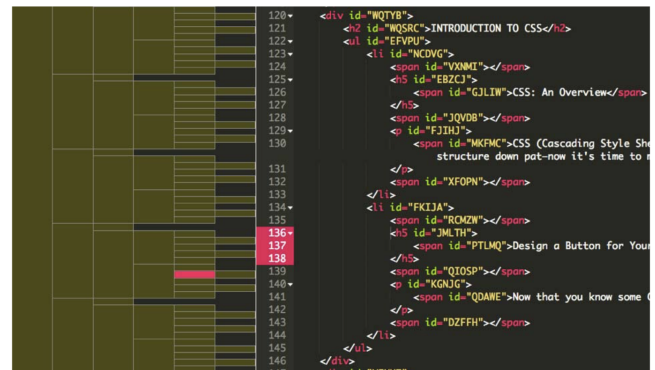 120 <div id="WQTYB">
121 <h2 id="WQSRC">INTRODUCTION TO CSS</h2>
122 <ul id="EFVPU">
123 <li id="NCDVG">
124 <span id="VXNMI"></span>
125 <h5 id="EBZCJ">
126 <span id="GJLIW">CSS: An Overview</span>
127 </h5>
128 <span id="JQVDB"></span>
129 <p id="FJIHJ">
130 <span id="MKFMC">CSS (Cascading Style She
structure down pat-now it's time to m
131 </p>
132 <span id="XFOPN"></span>
133 </li>
134 <li id="FKIJA">
135 <span id="RCMZW"></span>
136 <h5 id="JMLTH">
137 <span id="PTLMQ">Design a Button for Your
138 </h5>
139 <span id="QIOSP"></span>
140 <p id="KGNJG">
141 <span id="QDAWE">Now that you know some C
142 </p>
143 <span id="DZFFH"></span>
144 </li>
145 </ul>
146 </div>